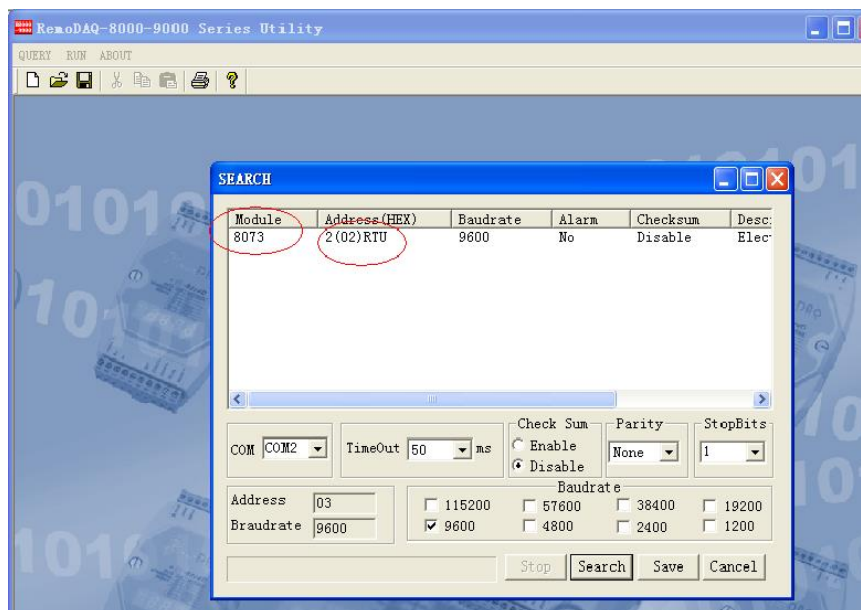 RemoDAQ-8000-9000 Series Utility
QUERY RUN ABOUT
SEARCH
Module Address(HEX) Baudrate Alarm Checksum Desc:
8073 2(02)RTU 9600 No Disable Elec
COM COM2 TimeOut 50 ms
Check Sum
Enable
Disable
Parity
None
StopBits
1
Address 03
Braudrate 9600
Baudrate
115200 57600 38400 19200
9600 4800 2400 1200
Stop Search Save Cancel